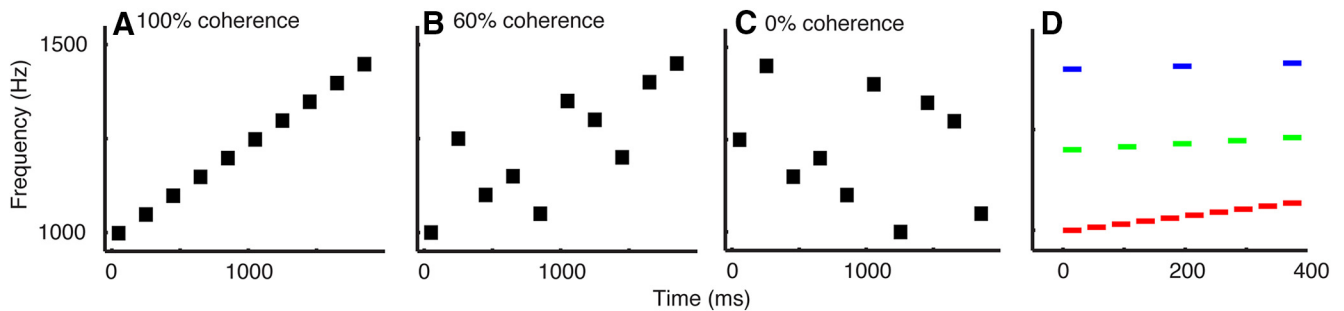 A 100% coherence
B 60% coherence
C 0% coherence
D
1500
1000
Frequency (Hz)
0 1000
0 1000
0 1000
0 200 400
Time (ms)